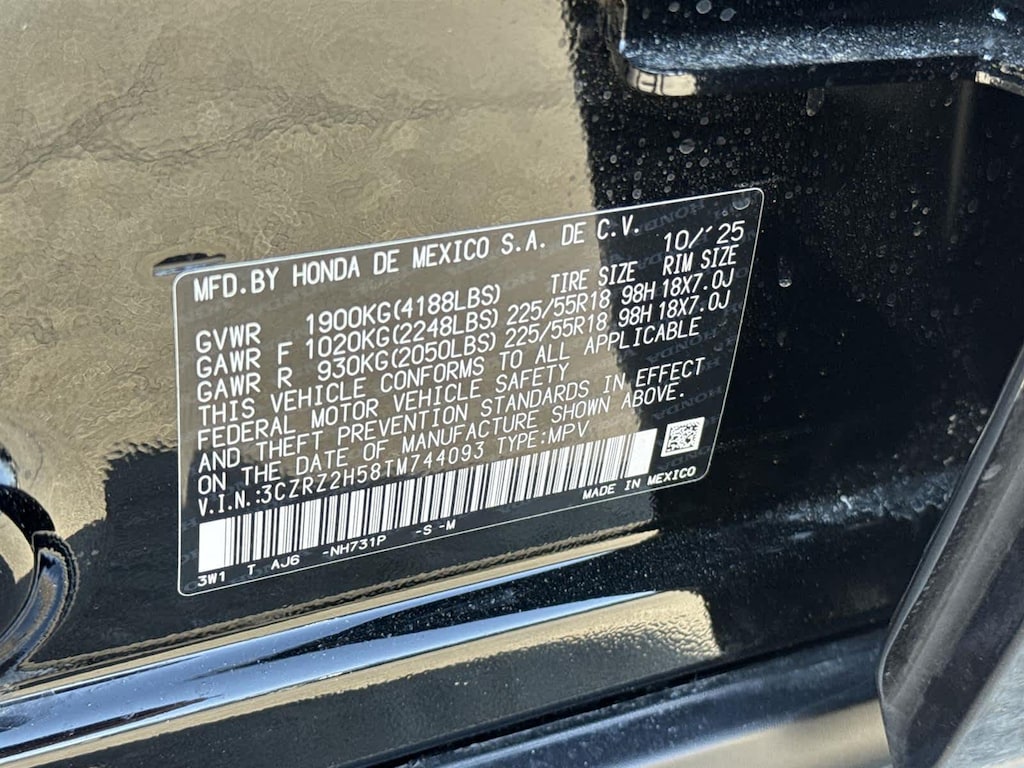 MFD.BY HONDA DE MEXICO S.A. DE C.V. 10/'25
TIRE SIZE RIM SIZE
GVWR 1900KG(4188LBS)
GAWR F 1020KG(2248LBS) 225/55R18 98H 18X7.0J
GAWR R 930KG(2050LBS) 225/55R18 98H 18X7.0J
THIS VEHICLE CONFORMS TO ALL APPLICABLE
FEDERAL MOTOR VEHICLE SAFETY
AND THEFT PREVENTION STANDARDS IN EFFECT
ON THE DATE OF MANUFACTURE SHOWN ABOVE.
V.I.N.:3CZRZ2H58TM744093 TYPE:MPV
MADE IN MEXICO
3W1 T AJ6 -NH731P -S -M